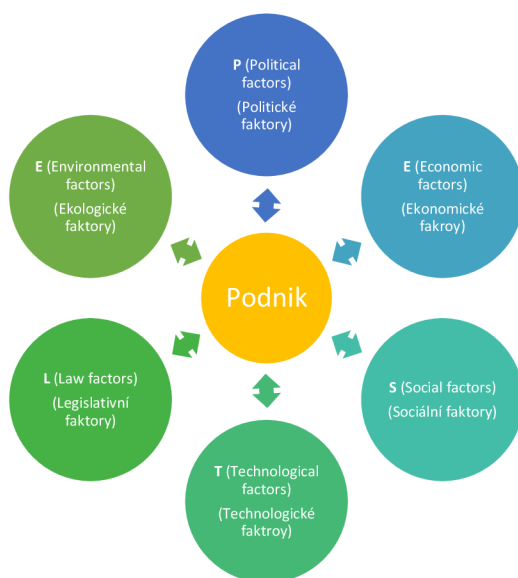 P (Political
factors)
(Politické
faktory)
E (Environmental
factors)
(Ekologické
faktory)
E (Economic
factors)
(Ekonomické
fakroy)
Podnik
L (Law factors)
(Legislativní
faktory)
S (Social factors)
(Sociální faktory)
T (Technological
factors)
(Technologické
faktroy)